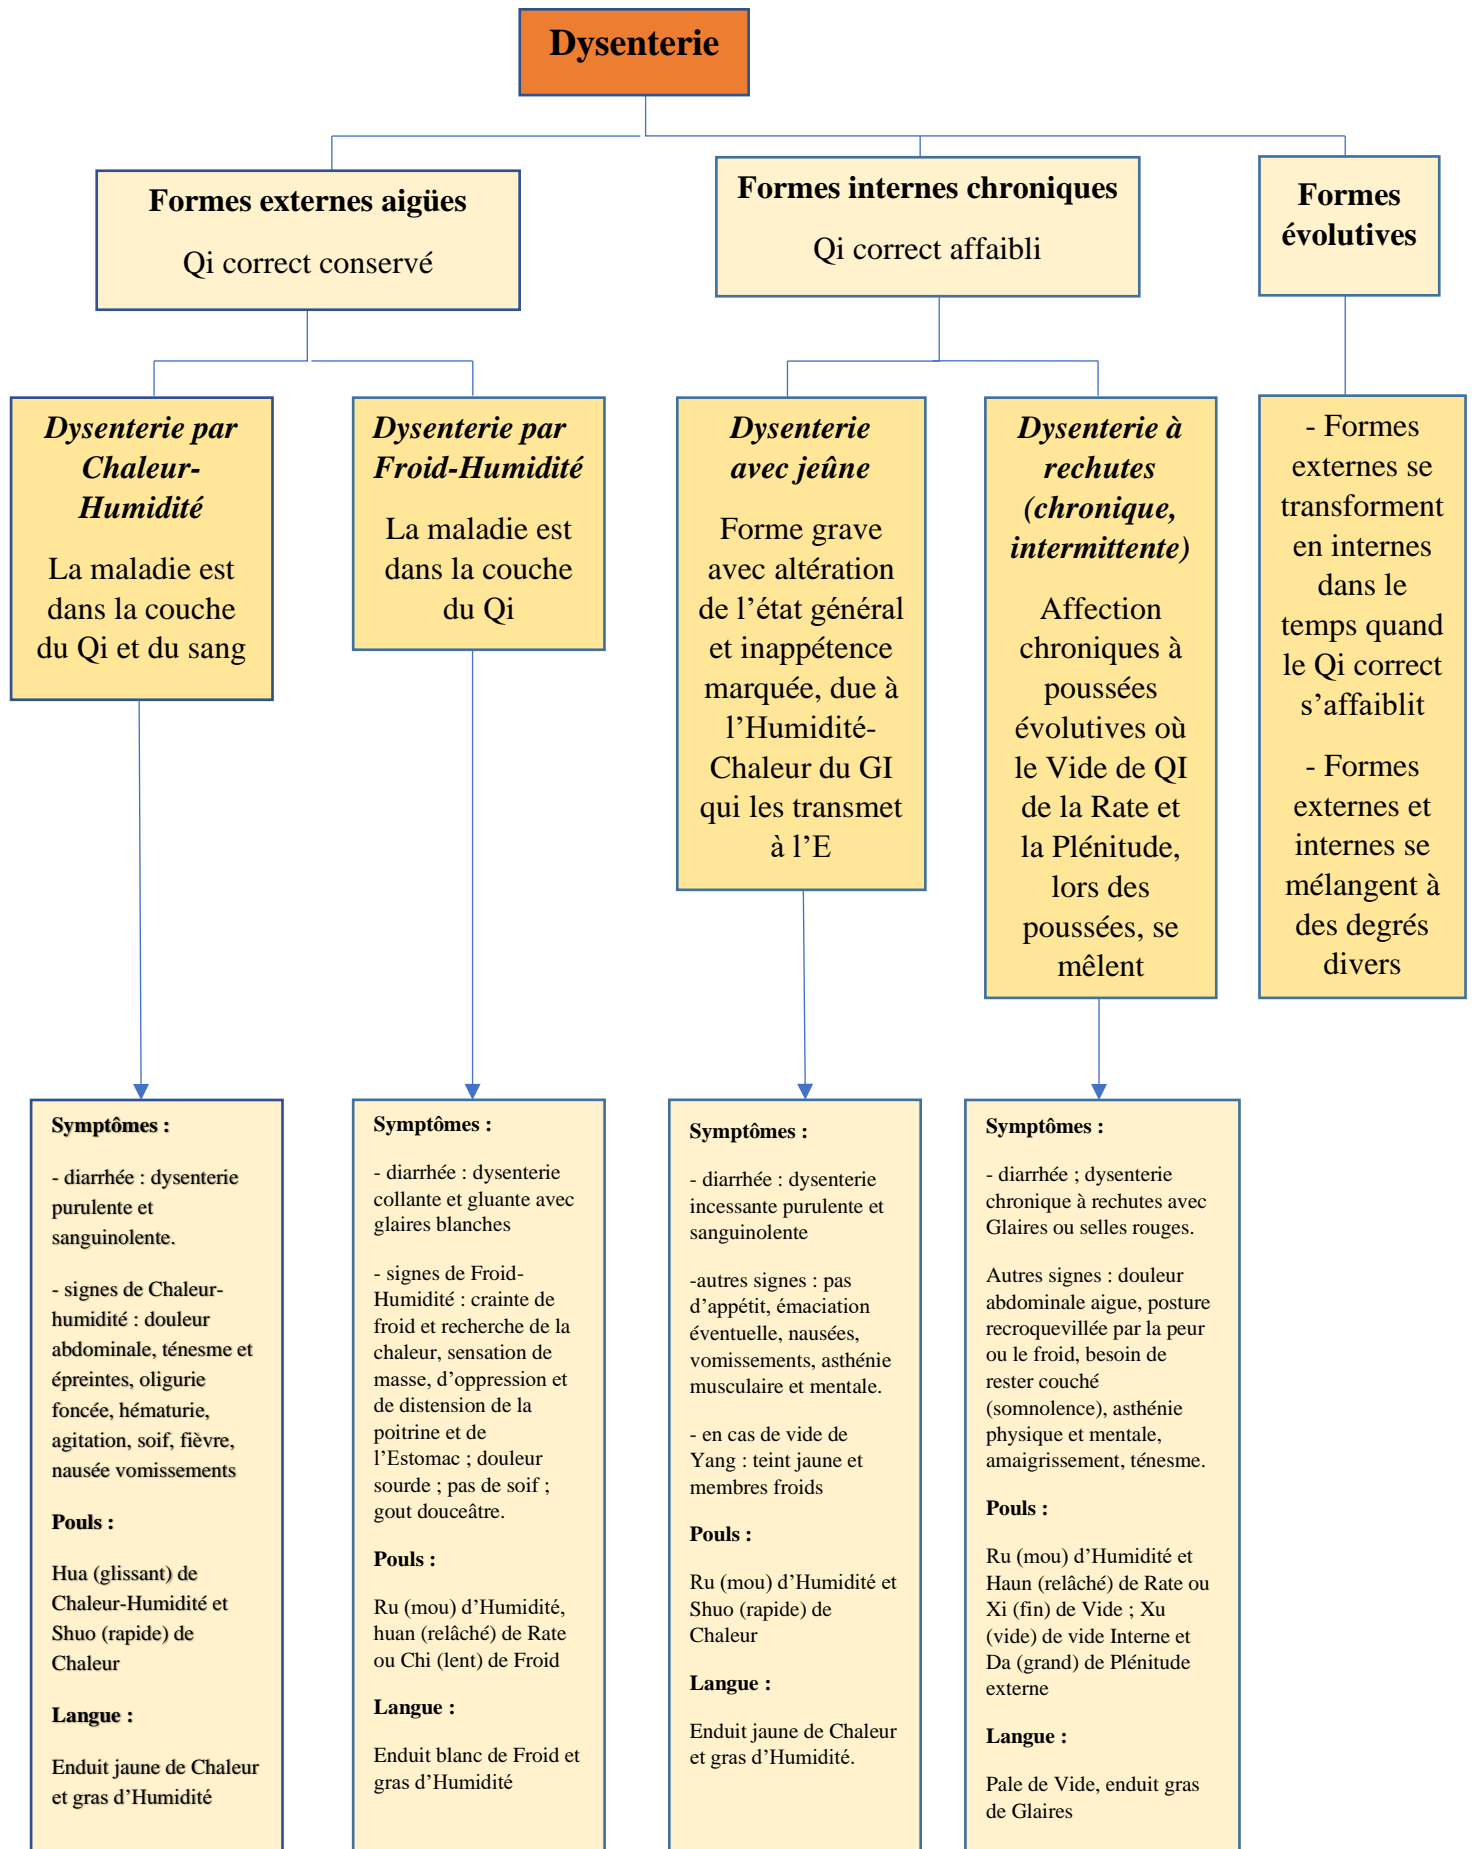 Dysenterie
Formes externes aigües
Qi correct conservé
Formes internes chroniques
Qi correct affaibli
Formes
évolutives
Dysenterie par
Chaleur-
Humidité
La maladie est
dans la couche
du Qi et du sang
Dysenterie par
Froid-Humidité
La maladie est
dans la couche
du Qi
Dysenterie
avec jeûne
Forme grave
avec altération
de l’état général
et inappétence
marquée, due à
l’Humidité-
Chaleur du GI
qui les transmet
à l’E
Dysenterie à
rechutes
(chronique,
intermittente)
Affection
chroniques à
poussées
évolutives où
le Vide de QI
de la Rate et
la Plénitude,
lors des
poussées, se
mêlent
- Formes
externes se
transforment
en internes
dans le
temps quand
le Qi correct
s’affaiblit
- Formes
externes et
internes se
mélangent à
des degrés
divers
Symptômes :
- diarrhée : dysenterie
purulente et
sanguinolente.
- signes de Chaleur-
humidité : douleur
abdominale, ténesme et
épreintes, oligurie
foncée, hématurie,
agitation, soif, fièvre,
nausée vomissements
Pouls :
Hua (glissant) de
Chaleur-Humidité et
Shuo (rapide) de
Chaleur
Langue :
Enduit jaune de Chaleur
et gras d’Humidité
Symptômes :
- diarrhée : dysenterie
collante et gluante avec
glaires blanches
- signes de Froid-
Humidité : crainte de
froid et recherche de la
chaleur, sensation de
masse, d’oppression et
de distension de la
poitrine et de
l’Estomac ; douleur
sourde ; pas de soif ;
gout douceâtre.
Pouls :
Ru (mou) d’Humidité,
huan (relâché) de Rate
ou Chi (lent) de Froid
Langue :
Enduit blanc de Froid et
gras d’Humidité
Symptômes :
- diarrhée : dysenterie
incessante purulente et
sanguinolente
-autres signes : pas
d’appétit, émaciation
éventuelle, nausées,
vomissements, asthénie
musculaire et mentale.
- en cas de vide de
Yang : teint jaune et
membres froids
Pouls :
Ru (mou) d’Humidité et
Shuo (rapide) de
Chaleur
Langue :
Enduit jaune de Chaleur
et gras d’Humidité.
Symptômes :
- diarrhée ; dysenterie
chronique à rechutes avec
Glaires ou selles rouges.
Autres signes : douleur
abdominale aigue, posture
recroquevillée par la peur
ou le froid, besoin de
rester couché
(somnolence), asthénie
physique et mentale,
amaigrissement, ténesme.
Pouls :
Ru (mou) d’Humidité et
Haun (relâché) de Rate ou
Xi (fin) de Vide ; Xu
(vide) de vide Interne et
Da (grand) de Plénitude
externe
Langue :
Pale de Vide, enduit gras
de Glaires